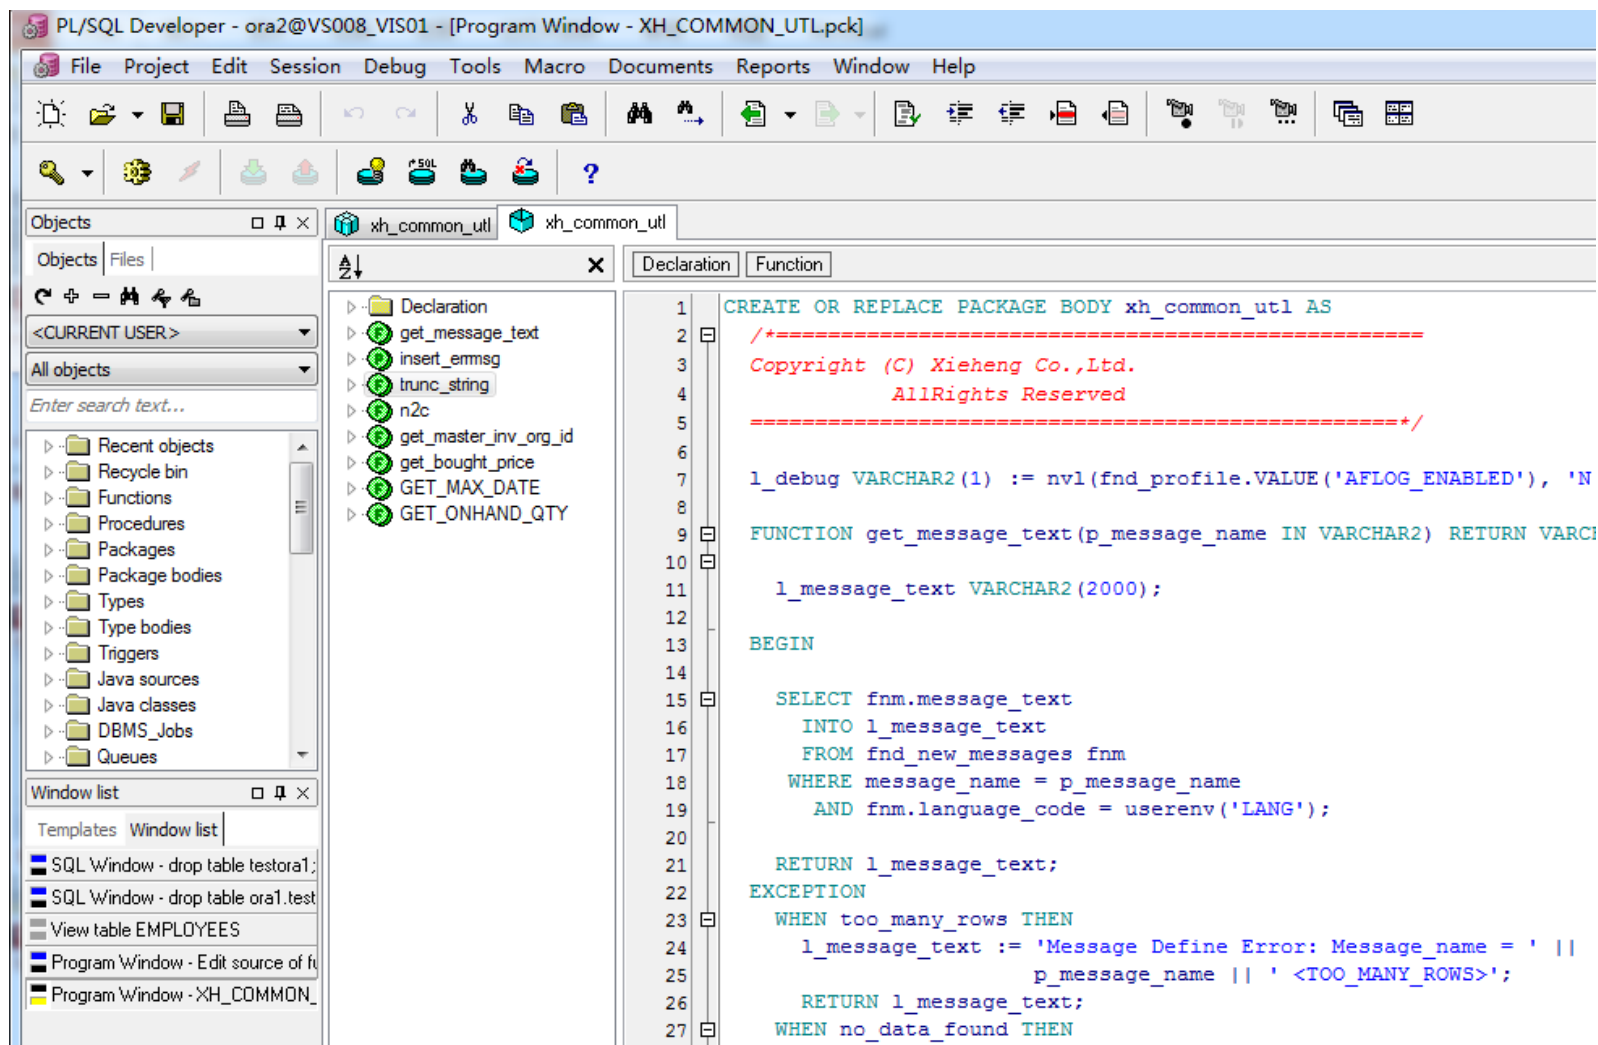 PL/SQL Developer - ora2@VS008_VIS01 - [Program Window - XH_COMMON_UTL.pck]
File Project Edit Session Debug Tools Macro Documents Reports Window Help
Objects
Objects Files
<CURRENT USER>
All objects
Enter search text...
Recent objects
Recycle bin
Functions
Procedures
Packages
Package bodies
Types
Type bodies
Triggers
Java sources
Java classes
DBMS_Jobs
Queues
Window list
Templates Window list
SQL Window - drop table testora1;
SQL Window - drop table ora1.test
View table EMPLOYEES
Program Window - Edit source of fu
Program Window - XH_COMMON_
xh_common_utl xh_common_utl
Declaration
get_message_text
insert_errmsg
trunc_string
n2c
get_master_inv_org_id
get_bought_price
GET_MAX_DATE
GET_ONHAND_QTY
Declaration Function
1 CREATE OR REPLACE PACKAGE BODY xh_common_utl AS
2 /*==================================================
3 Copyright (C) Xieheng Co.,Ltd.
4 AllRights Reserved
5 ==================================================*/
6
7 l_debug VARCHAR2(1) := nvl(fnd_profile.VALUE('AFLOG_ENABLED'), 'N
8
9 FUNCTION get_message_text(p_message_name IN VARCHAR2) RETURN VARCH
10
11 l_message_text VARCHAR2(2000);
12
13 BEGIN
14
15 SELECT fnm.message_text
16 INTO l_message_text
17 FROM fnd_new_messages fnm
18 WHERE message_name = p_message_name
19 AND fnm.language_code = userenv('LANG');
20
21 RETURN l_message_text;
22 EXCEPTION
23 WHEN too_many_rows THEN
24 l_message_text := 'Message Define Error: Message_name = ' ||
25 p_message_name || ' <TOO_MANY_ROWS>';
26 RETURN l_message_text;
27 WHEN no_data_found THEN